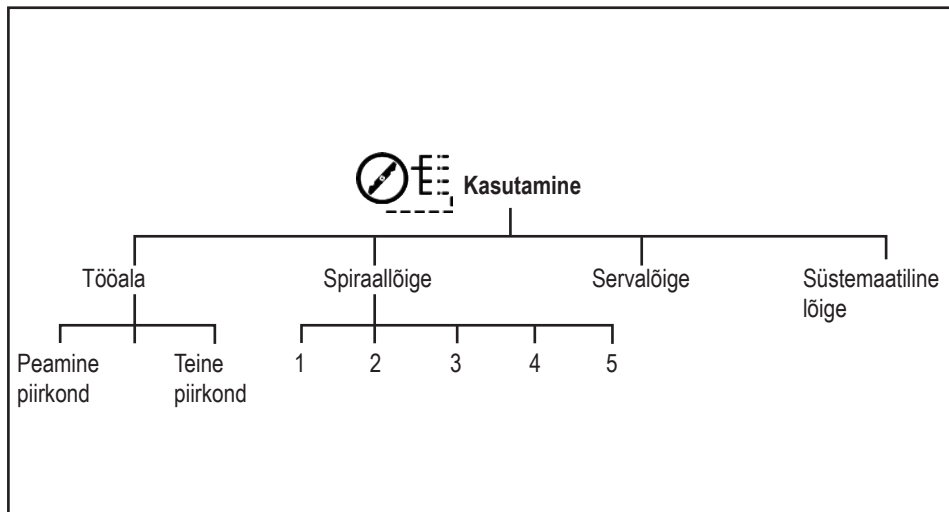 Kasutamine
Tööala
Spiraallõige
Servalõige
Süstemaatiline
lõige
Peamine
piirkond
Teine
piirkond
1
2
3
4
5